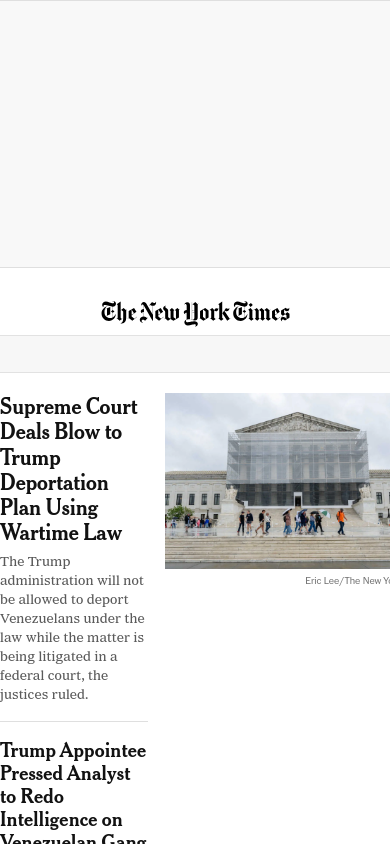 The New York Times
Supreme Court
Deals Blow to
Trump
Deportation
Plan Using
Wartime Law
The Trump
administration will not
be allowed to deport
Venezuelans under the
law while the matter is
being litigated in a
federal court, the
justices ruled.
Eric Lee/The New Yo
Trump Appointee
Pressed Analyst
to Redo
Intelligence on
Venezuelan Gang